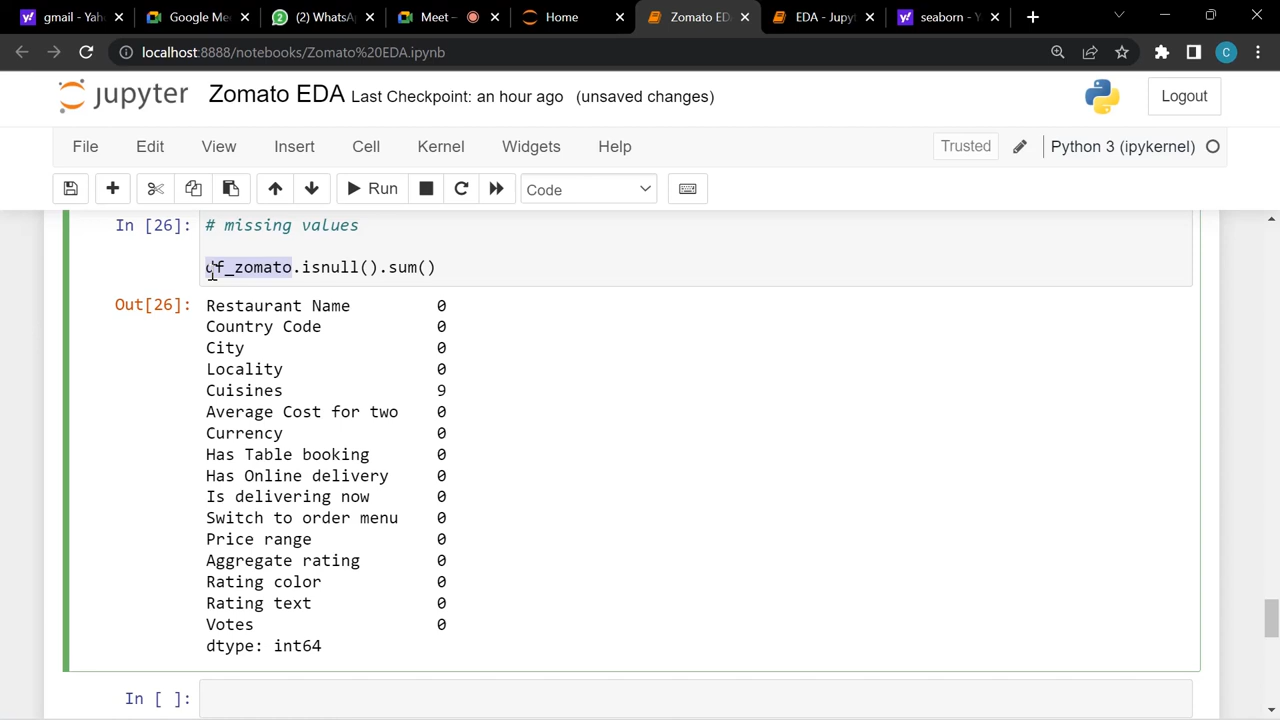 gmail - Yah
Google Me
(2) WhatsA
Meet –
Home
Zomato ED
EDA - Jupyt
seaborn - Y
localhost:8888/notebooks/Zomato%20EDA.ipynb
C
jupyter Zomato EDA Last Checkpoint: an hour ago (unsaved changes)
Logout
File Edit View Insert Cell Kernel Widgets Help
Trusted
Python 3 (ipykernel)
Run
Code
In [26]: # missing values
df_zomato.isnull().sum()
Out[26]: Restaurant Name 0
Country Code 0
City 0
Locality 0
Cuisines 9
Average Cost for two 0
Currency 0
Has Table booking 0
Has Online delivery 0
Is delivering now 0
Switch to order menu 0
Price range 0
Aggregate rating 0
Rating color 0
Rating text 0
Votes 0
dtype: int64
In [ ]: